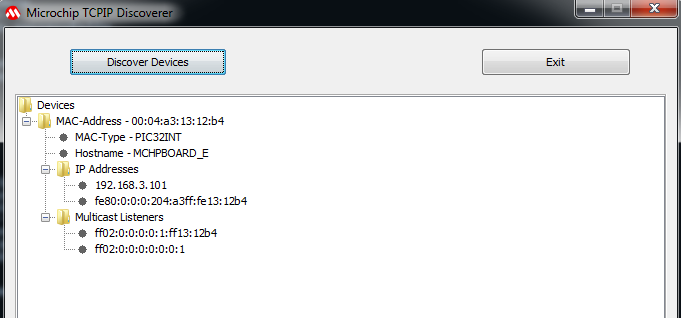 Microchip TCPIP Discoverer
Discover Devices
Exit
Devices
MAC-Address - 00:04:a3:13:12:b4
MAC-Type - PIC32INT
Hostname - MCHPBOARD_E
IP Addresses
192.168.3.101
fe80:0:0:0:204:a3ff:fe13:12b4
Multicast Listeners
ff02:0:0:0:0:1:ff13:12b4
ff02:0:0:0:0:0:0:1